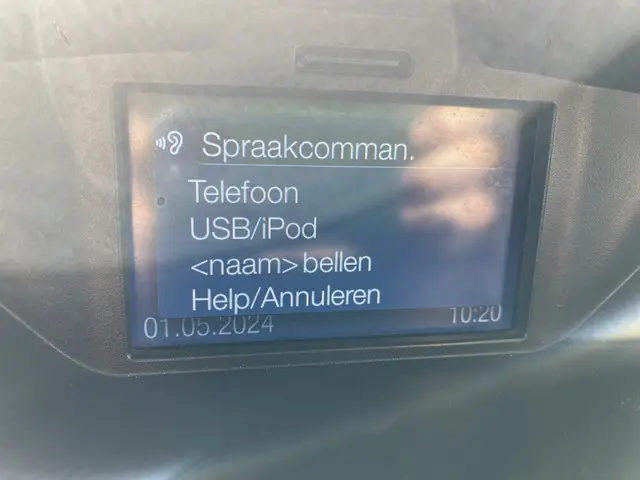 Spraakcomman.
Telefoon
USB/iPod
<naam> bellen
Help/Annuleren
01.05.2024 10:20